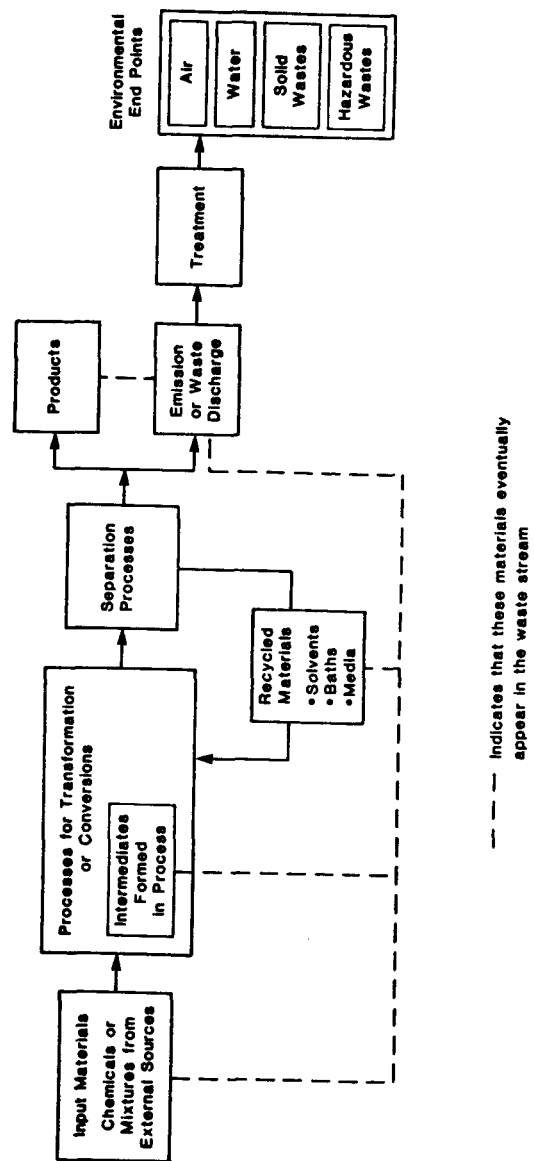 Input Materials
Chemicals or
Mixtures from
External Sources
Processes for Transformation
or Conversions
Intermediates
Formed
in Process
Separation
Processes
Recycled
Materials
• Solvents
• Baths
• Media
Products
Emission
or Waste
Discharge
Treatment
Environmental
End Points
Air
Water
Solid
Wastes
Hazardous
Wastes
— — Indicates that these materials eventually
appear in the waste stream